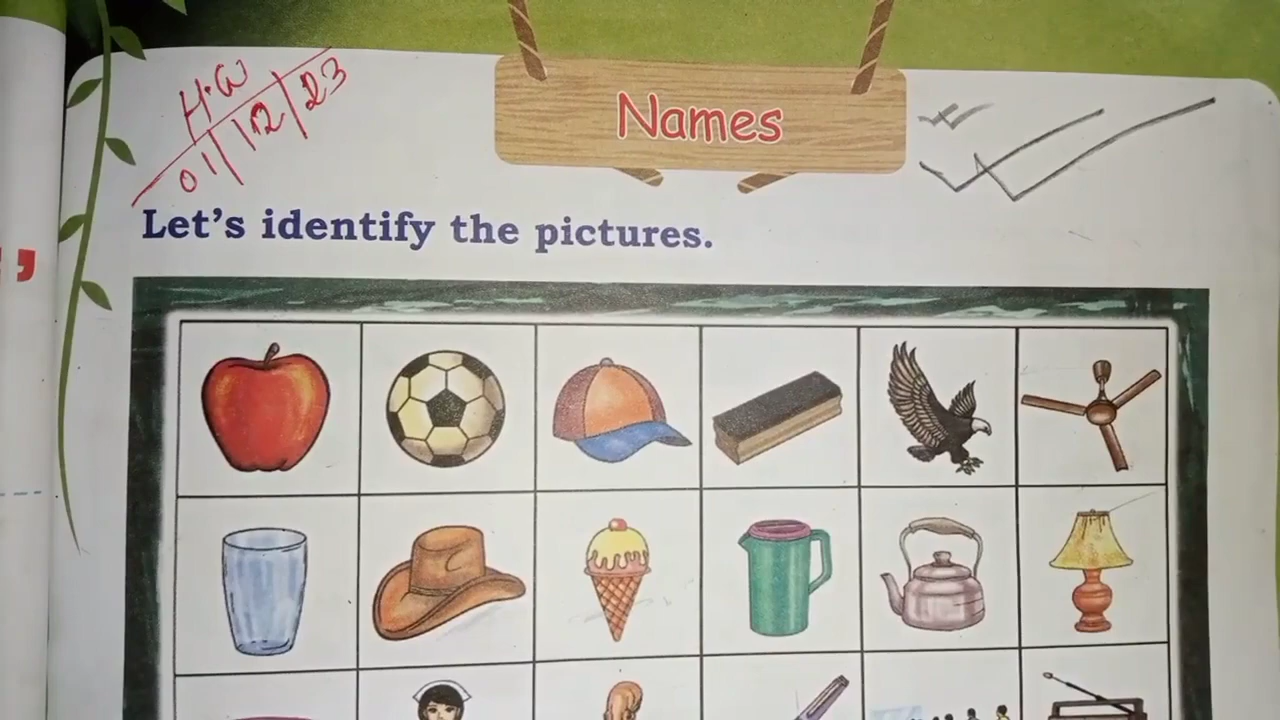 H.W
01/12/23
Names
Let's identify the pictures.